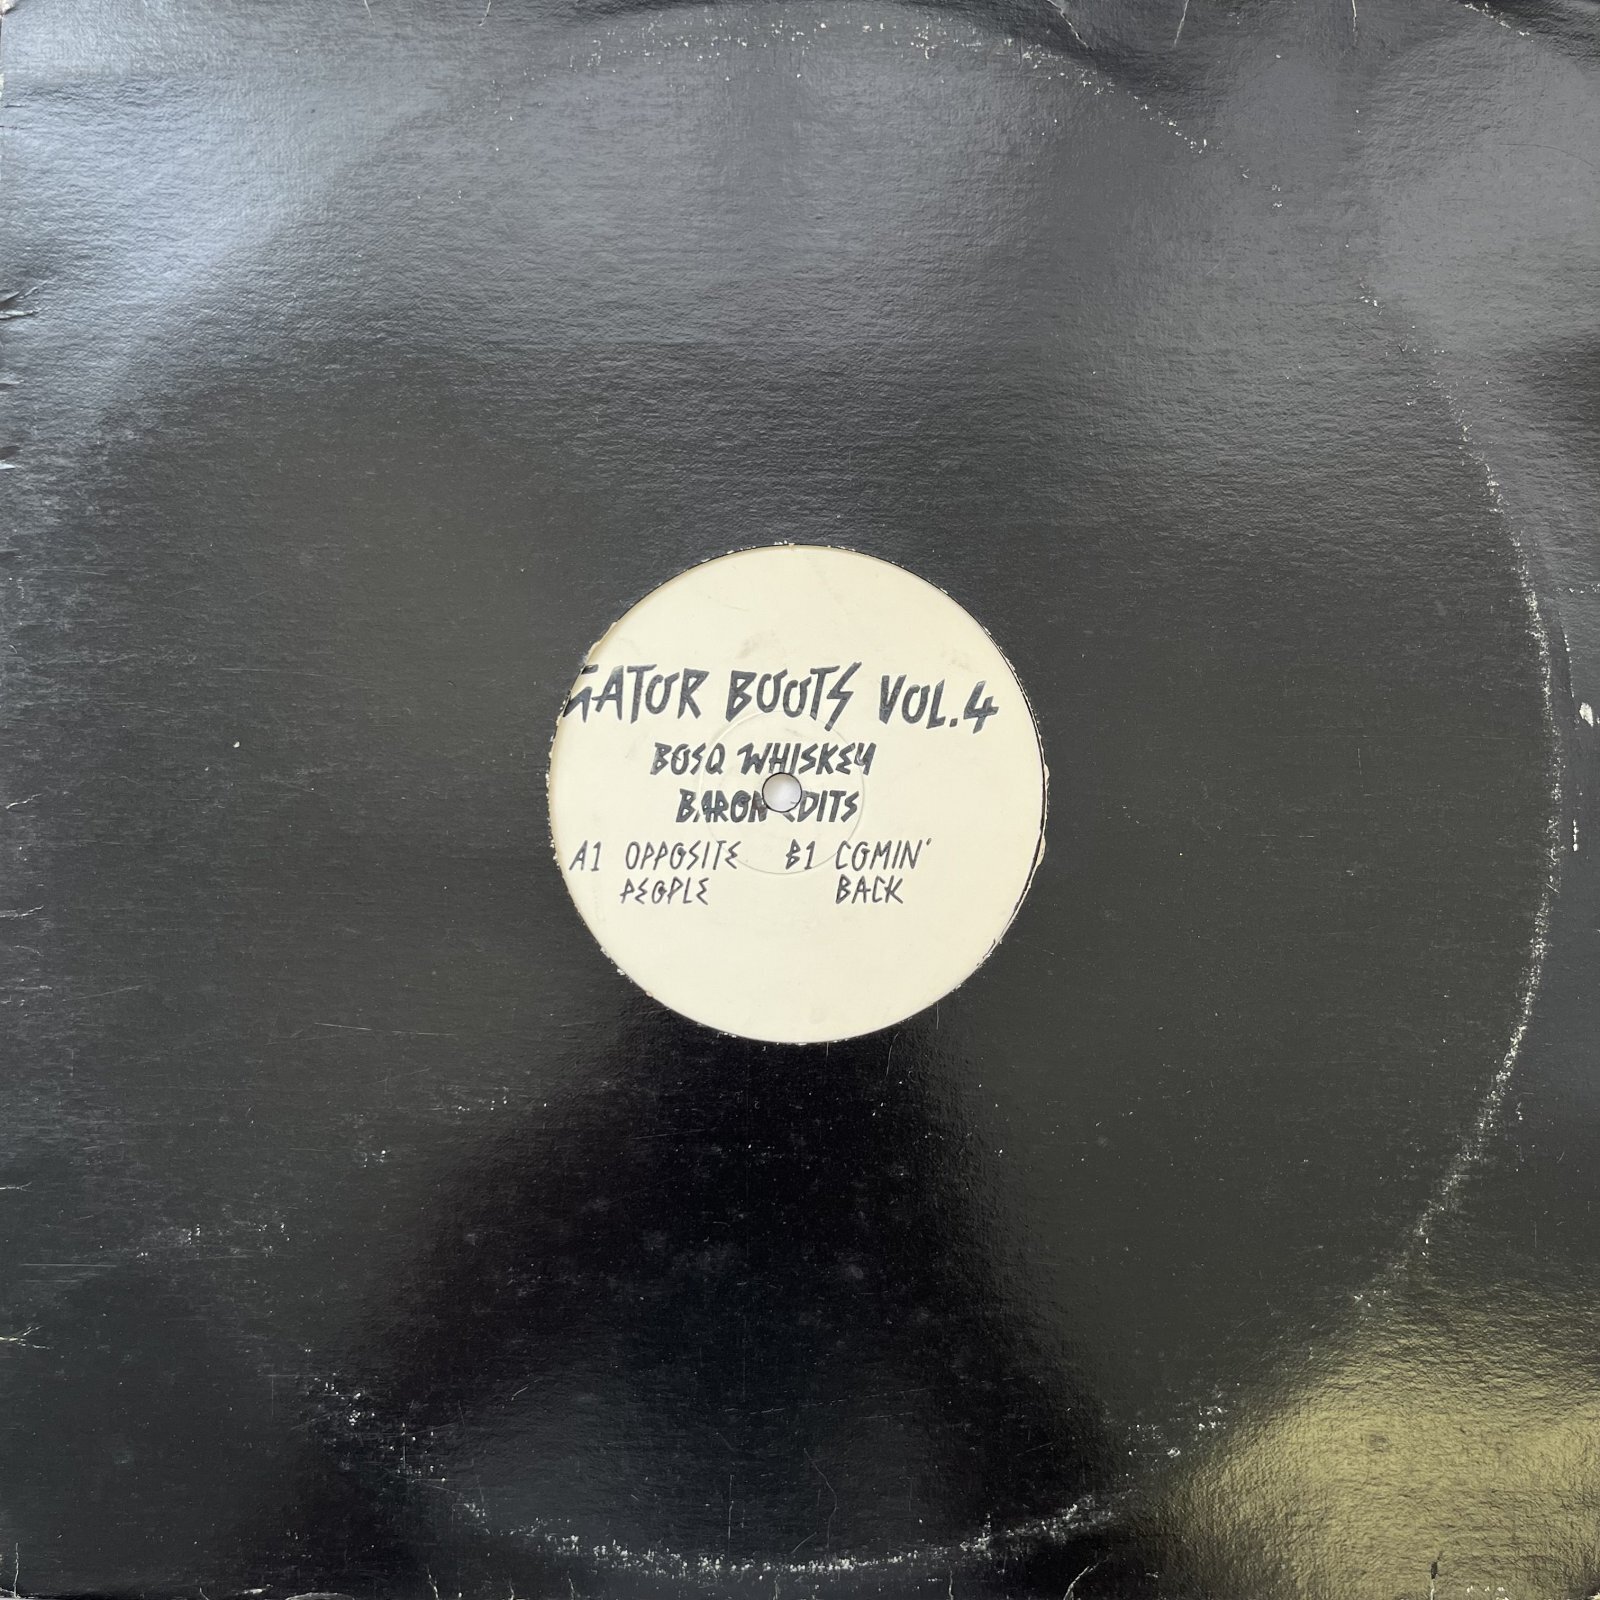 GATOR BOOTS VOL.4
BOSQ WHISKEY
BARON EDITS
A1 OPPOSITE B1 COMIN'
PEOPLE BACK